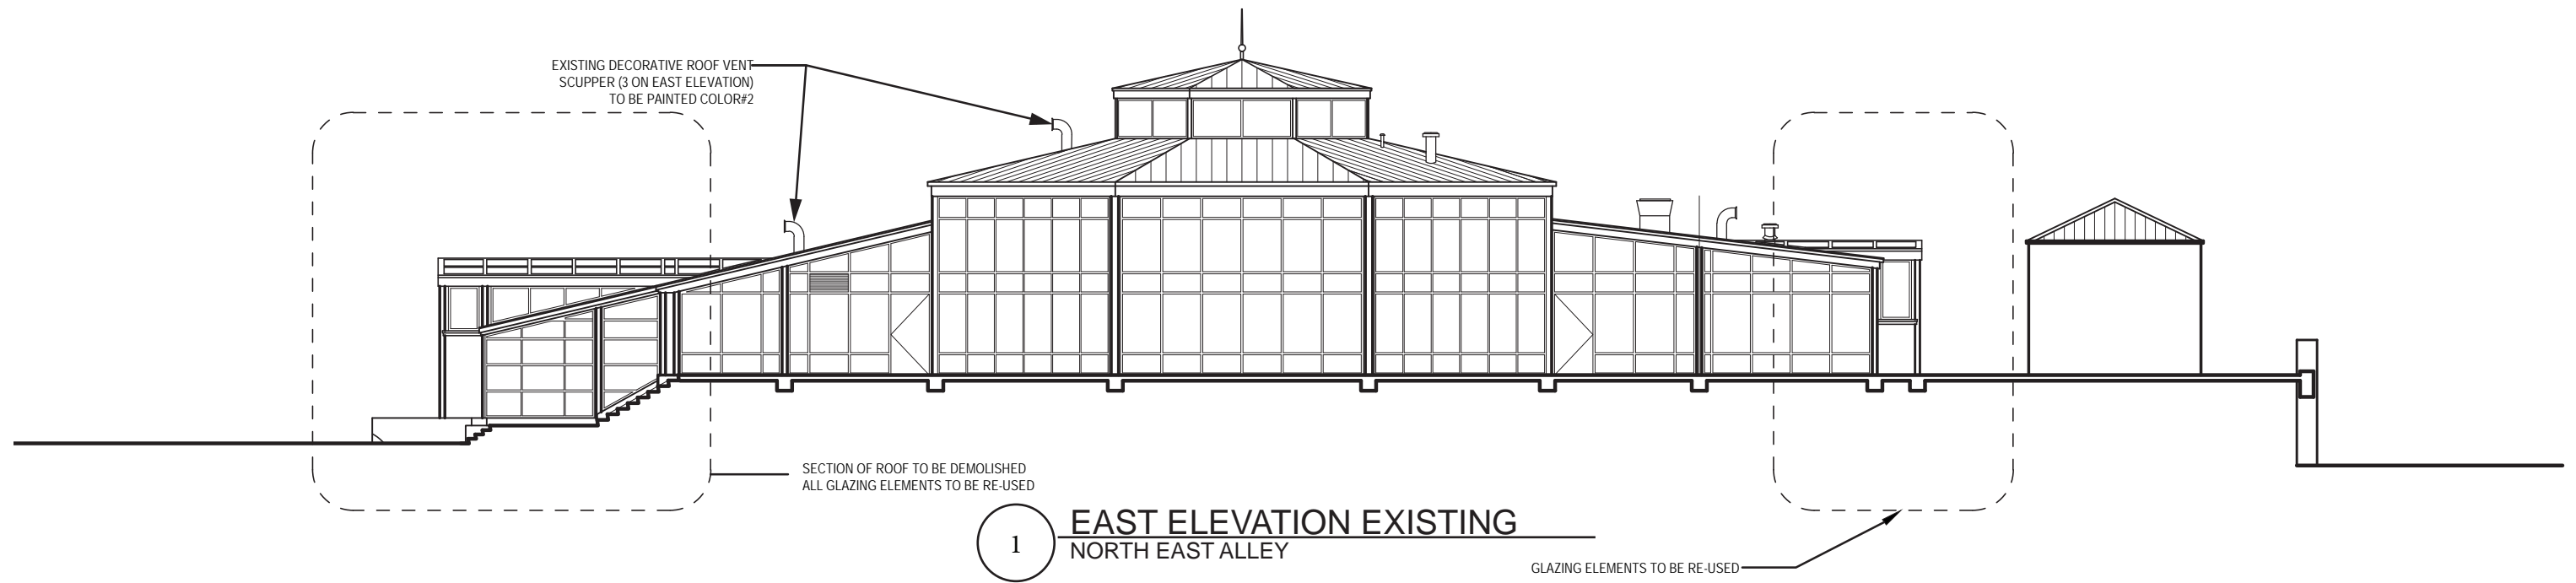 EXISTING DECORATIVE ROOF VENT
SCUPPER (3 ON EAST ELEVATION)
TO BE PAINTED COLOR#2
SECTION OF ROOF TO BE DEMOLISHED
ALL GLAZING ELEMENTS TO BE RE-USED
1
EAST ELEVATION EXISTING
NORTH EAST ALLEY
GLAZING ELEMENTS TO BE RE-USED